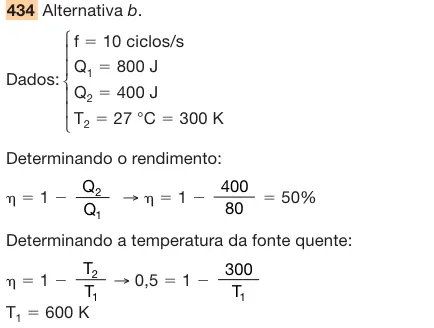 434 Alternativa b.
Dados: { f = 10 ciclos/s
Q₁ = 800 J
Q₂ = 400 J
T₂ = 27 °C = 300 K
Determinando o rendimento:
η = 1 − Q₂/Q₁ → η = 1 − 400/80 = 50%
Determinando a temperatura da fonte quente:
η = 1 − T₂/T₁ → 0,5 = 1 − 300/T₁
T₁ = 600 K